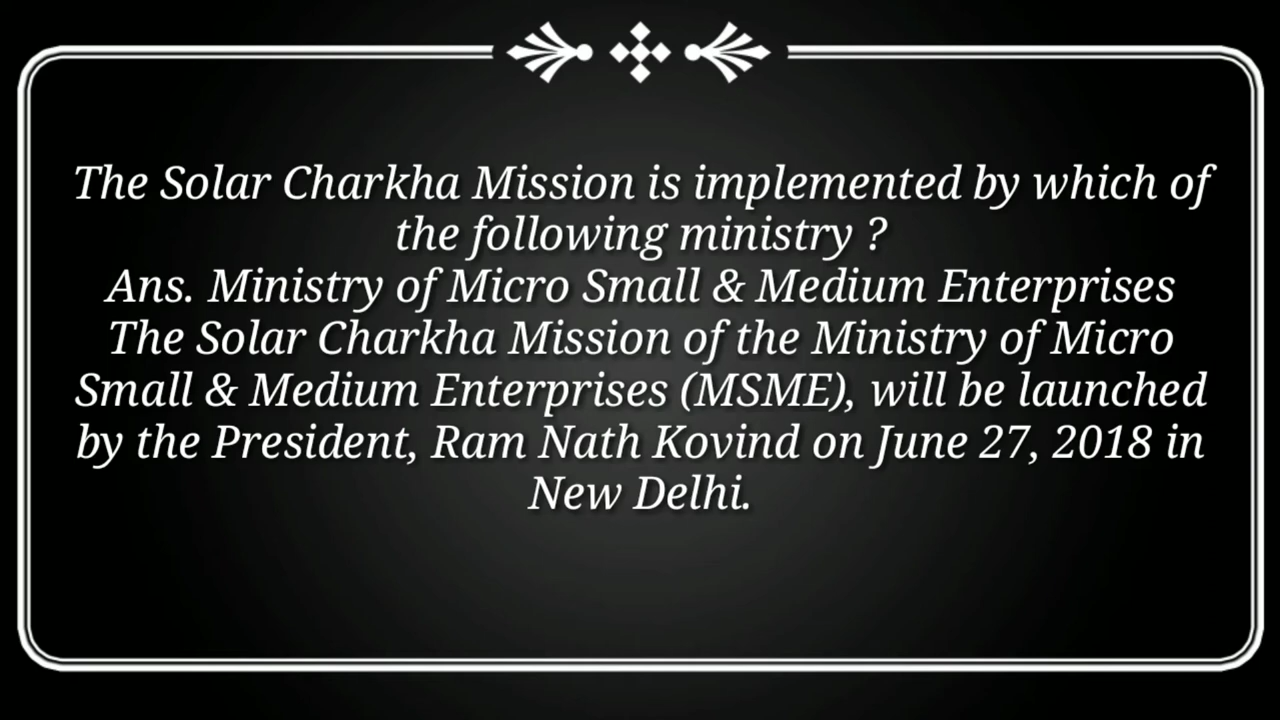 The Solar Charkha Mission is implemented by which of
the following ministry ?
Ans. Ministry of Micro Small & Medium Enterprises
The Solar Charkha Mission of the Ministry of Micro
Small & Medium Enterprises (MSME), will be launched
by the President, Ram Nath Kovind on June 27, 2018 in
New Delhi.